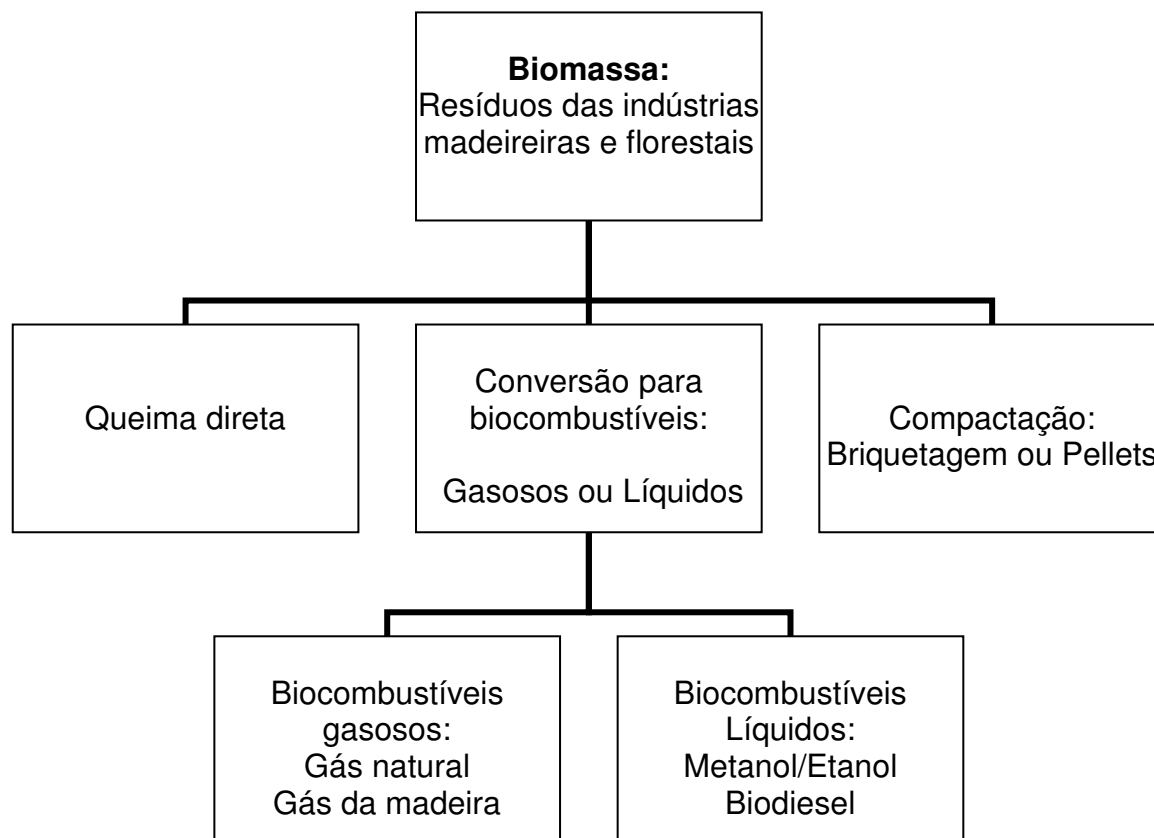 Biomassa:
Resíduos das indústrias
madeireiras e florestais
Queima direta
Conversão para
biocombustíveis:
Gasosos ou Líquidos
Compactação:
Briquetagem ou Pellets
Biocombustíveis
gasosos:
Gás natural
Gás da madeira
Biocombustíveis
Líquidos:
Metanol/Etanol
Biodiesel